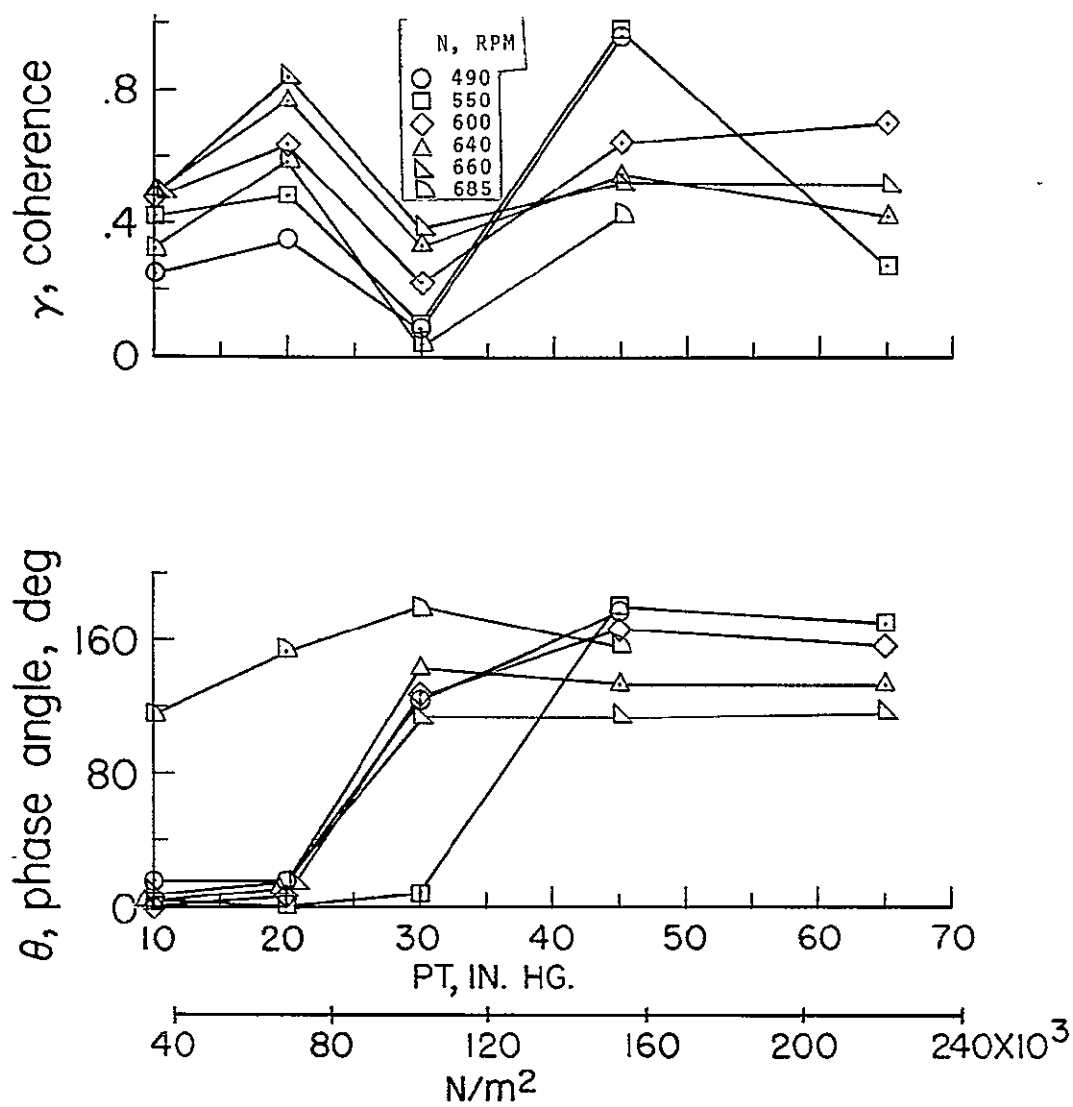 γ, coherence
.8
.4
0
N, RPM
490
550
600
640
660
685
θ, phase angle, deg
160
80
0
10 20 30 40 50 60 70
PT, IN. HG.
40 80 120 160 200 240X10³
N/m²